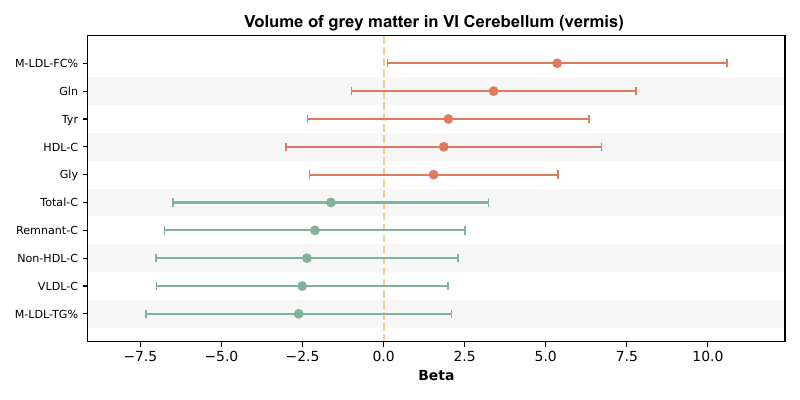 Volume of grey matter in VI Cerebellum (vermis)
M-LDL-FC%
Gln
Tyr
HDL-C
Gly
Total-C
Remnant-C
Non-HDL-C
VLDL-C
M-LDL-TG%
−7.5 −5.0 −2.5 0.0 2.5 5.0 7.5 10.0
Beta